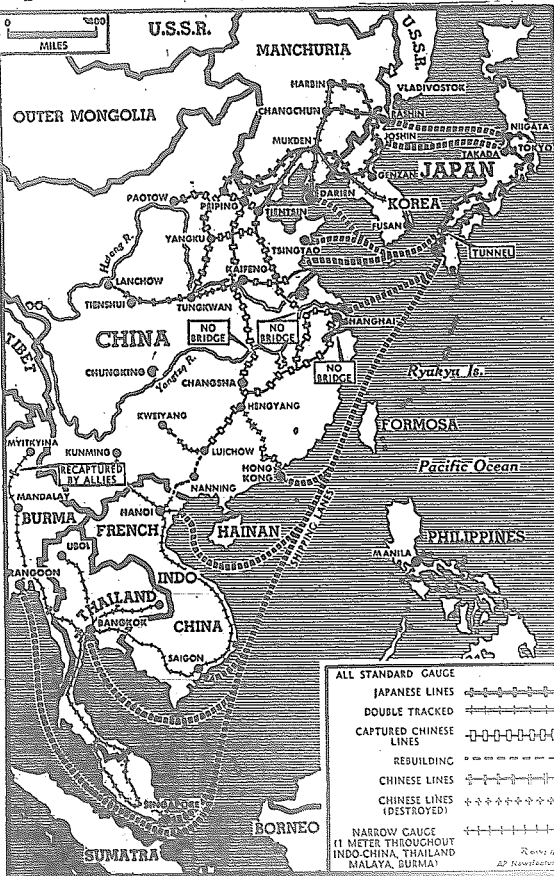 0 400
MILES
U.S.S.R.
U.S.S.R.
MANCHURIA
OUTER MONGOLIA
HARBIN
VLADIVOSTOK
CHANGCHUN
RASHIN
JOSHIN
NIIGATA
MUKDEN
TAKADA
TOKYO
JAPAN
GENZAN
DARIEN
KOREA
PAOTOW
PEIPING
TIENTSIN
FUSAN
YANGKU
TSINGTAO
TUNNEL
Hwang R.
KAIFENG
LANCHOW
TIENSHUI
TUNGKWAN
CHINA
NO
BRIDGE
NO
BRIDGE
SHANGHAI
TIBET
NO
BRIDGE
CHUNGKING
Yangtze R.
Ryukyu Is.
CHANGSHA
KWEIYANG
HENGYANG
FORMOSA
MYITKYINA
KUNMING
LUICHOW
RECAPTURED
BY ALLIES
HONG
KONG
Pacific Ocean
MANDALAY
NANNING
BURMA
HANOI
FRENCH
HAINAN
SHIPPING LANES
PHILIPPINES
UBOL
MANILA
RANGOON
INDO
THAILAND
CHINA
BANGKOK
SAIGON
ALL STANDARD GAUGE
JAPANESE LINES
DOUBLE TRACKED
CAPTURED CHINESE
LINES
REBUILDING
CHINESE LINES
CHINESE LINES
(DESTROYED)
NARROW GAUGE
(1 METER THROUGHOUT
INDO-CHINA, THAILAND
MALAYA, BURMA)
AP Newsfeatures
SINGAPORE
BORNEO
SUMATRA